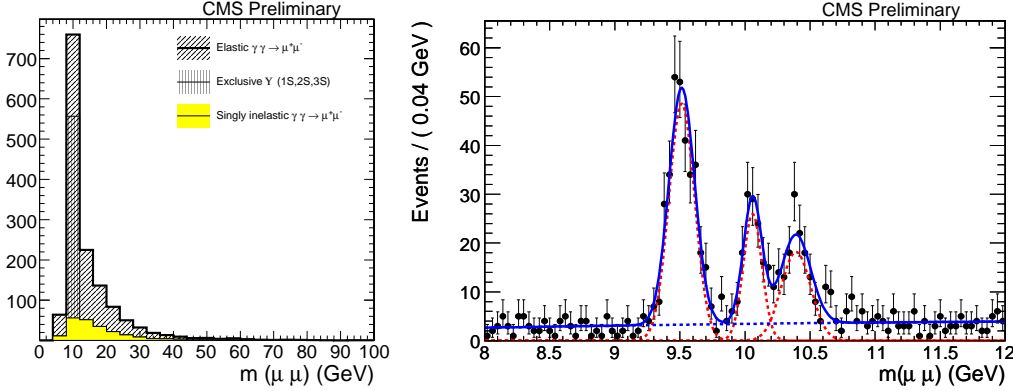 CMS Preliminary
700
600
500
400
300
200
100
Elastic γ γ → μ⁺μ⁻
Exclusive ϒ (1S,2S,3S)
Singly inelastic γ γ → μ⁺μ⁻
0 10 20 30 40 50 60 70 80 90 100
m (μ μ) (GeV)
CMS Preliminary
Events / ( 0.04 GeV )
60
50
40
30
20
10
0
8 8.5 9 9.5 10 10.5 11 11.5 12
m(μ μ) (GeV)